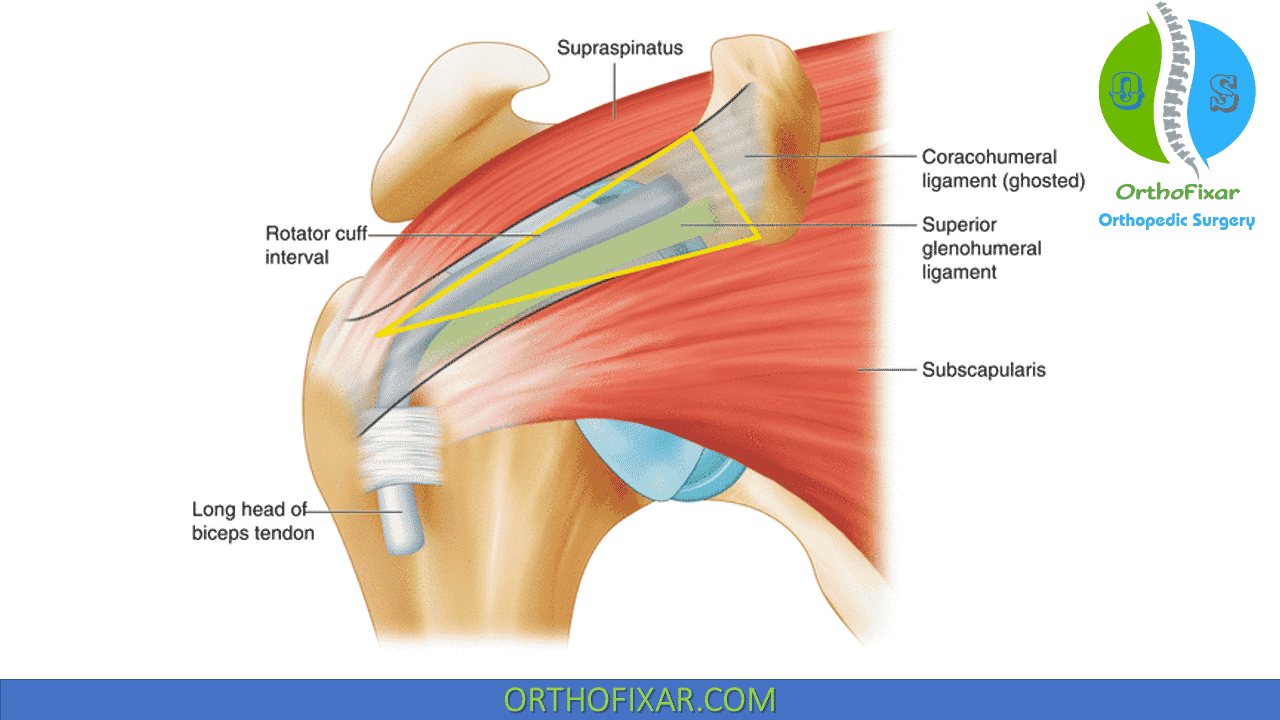 Supraspinatus
O S
OrthoFixar
Orthopedic Surgery
Coracohumeral
ligament (ghosted)
Rotator cuff
interval
Superior
glenohumeral
ligament
Subscapularis
Long head of
biceps tendon
ORTHOFIXAR.COM